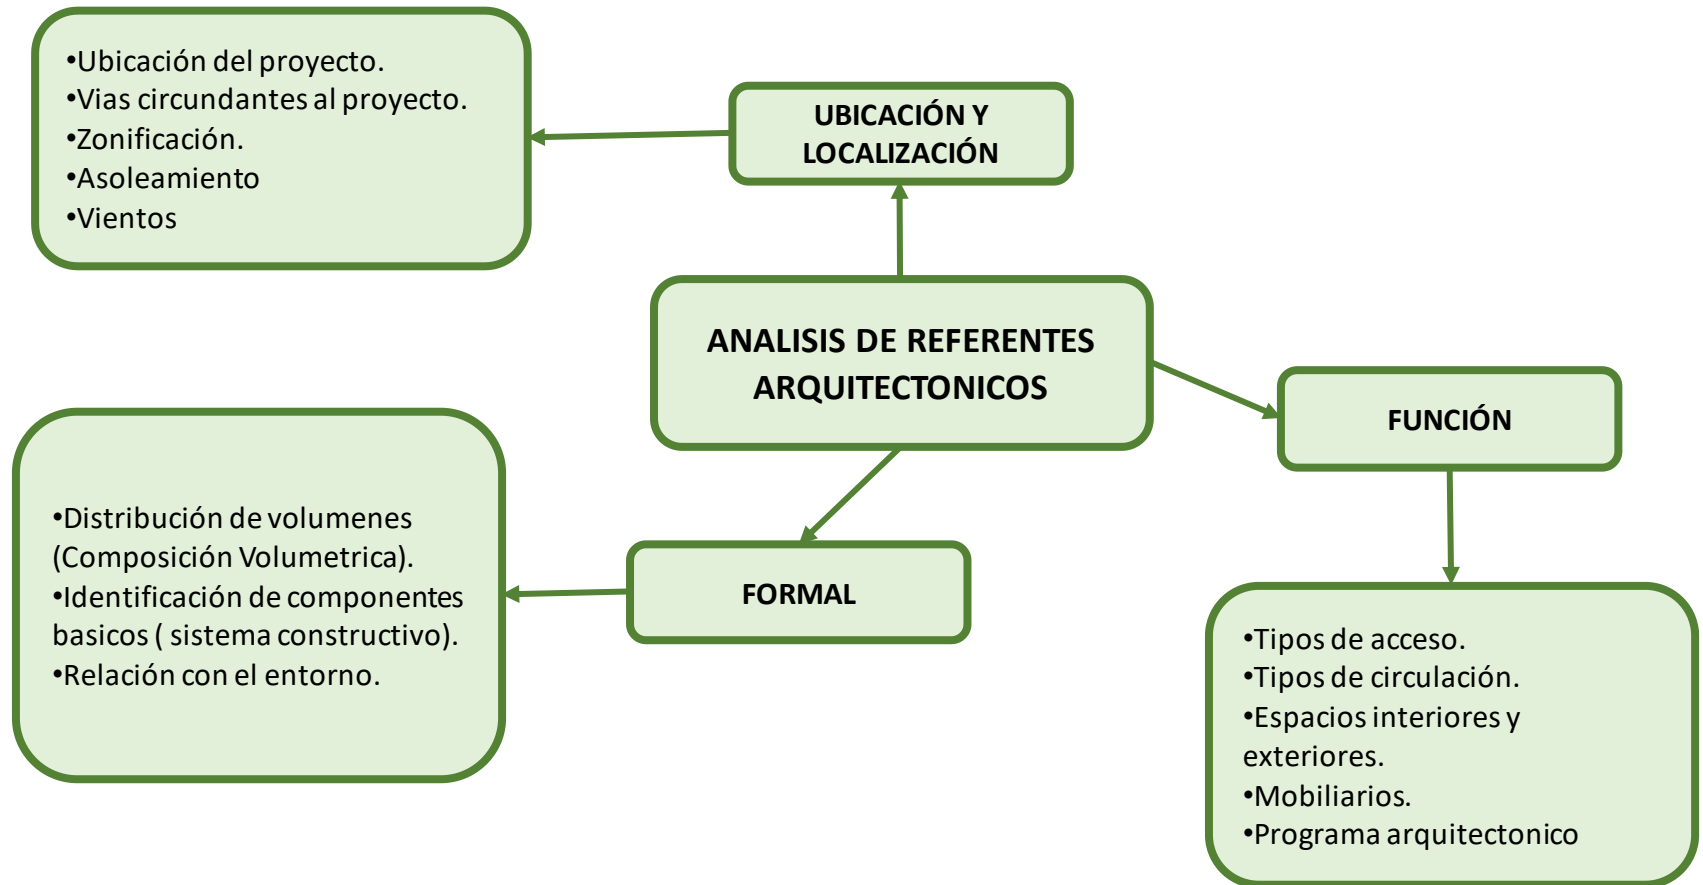 •Ubicación del proyecto.
•Vias circundantes al proyecto.
•Zonificación.
•Asoleamiento
•Vientos
UBICACIÓN Y
LOCALIZACIÓN
ANALISIS DE REFERENTES
ARQUITECTONICOS
FUNCIÓN
•Distribución de volumenes
(Composición Volumetrica).
•Identificación de componentes
basicos ( sistema constructivo).
•Relación con el entorno.
FORMAL
•Tipos de acceso.
•Tipos de circulación.
•Espacios interiores y
exteriores.
•Mobiliarios.
•Programa arquitectonico